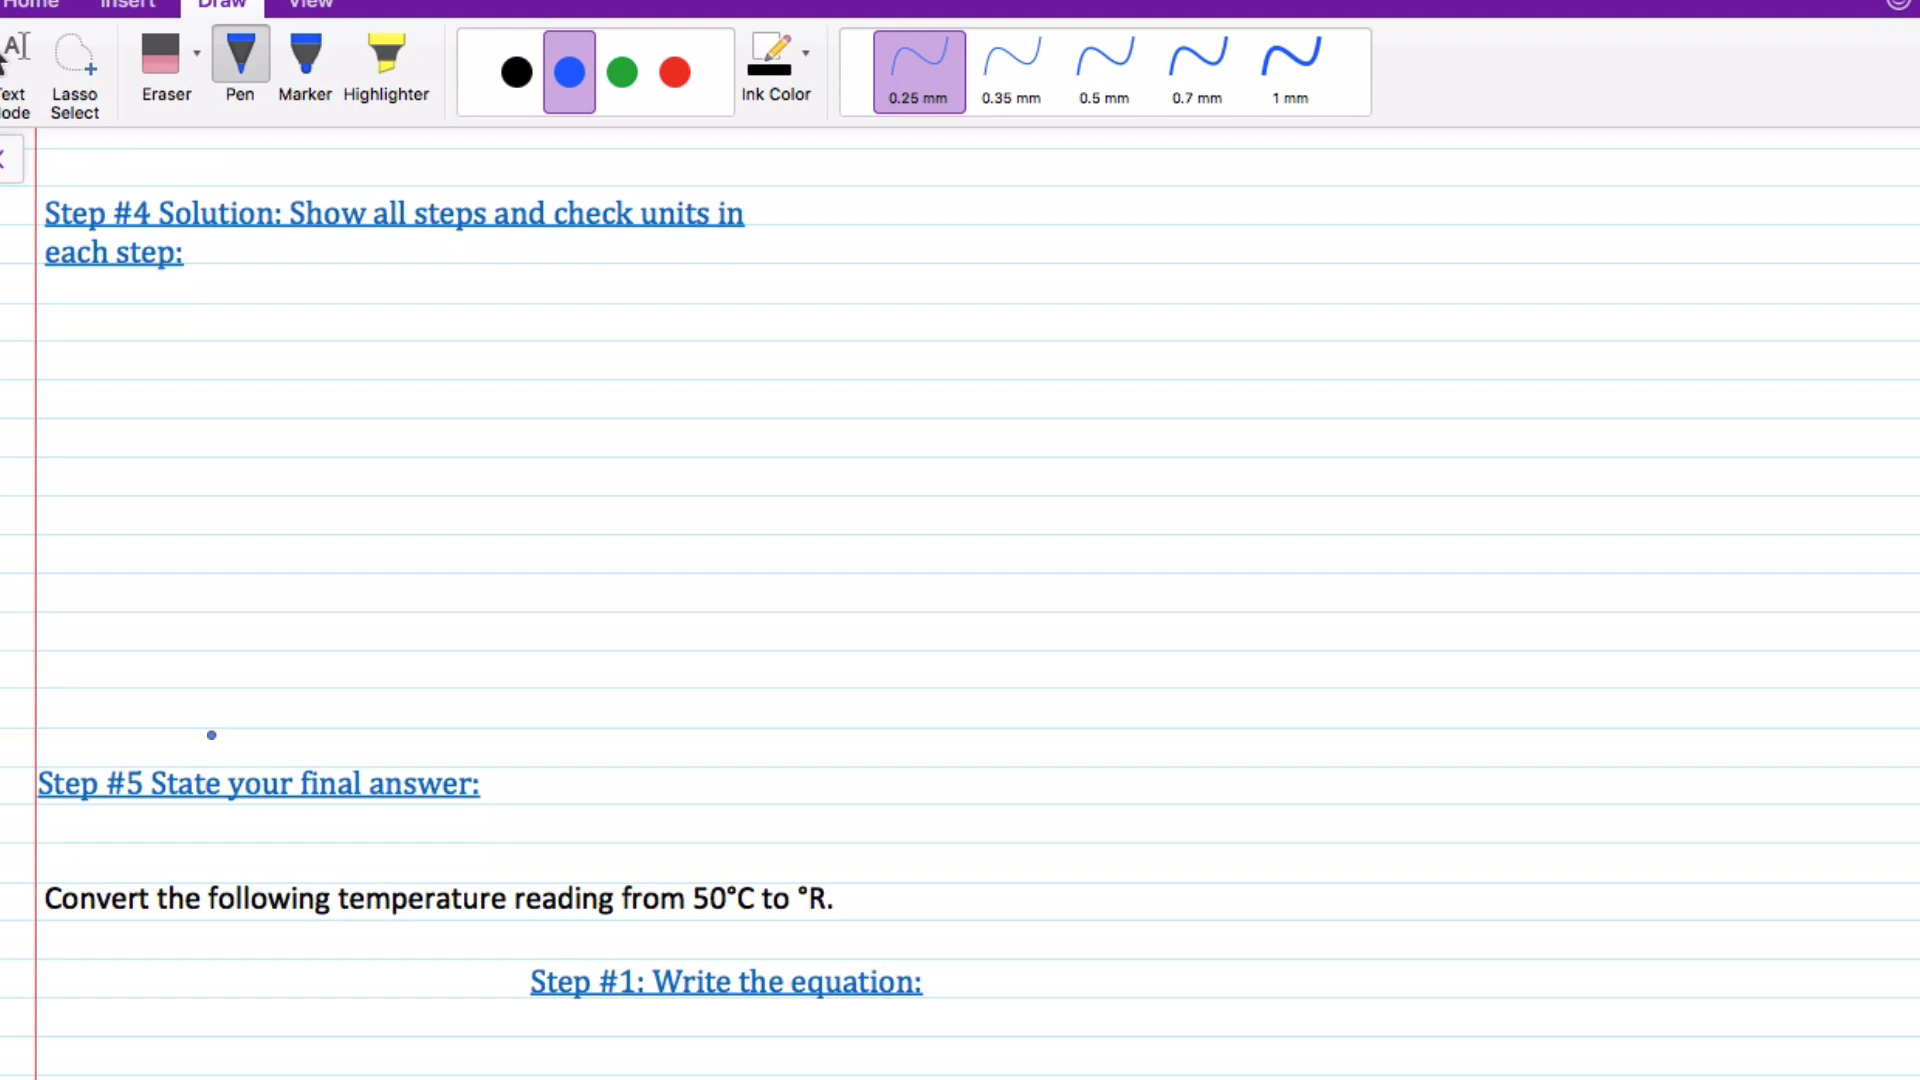 Home Insert Draw View
Text Mode
Lasso Select
Eraser
Pen
Marker
Highlighter
Ink Color
0.25 mm
0.35 mm
0.5 mm
0.7 mm
1 mm
Step #4 Solution: Show all steps and check units in
each step:
Step #5 State your final answer:
Convert the following temperature reading from 50°C to °R.
Step #1: Write the equation: